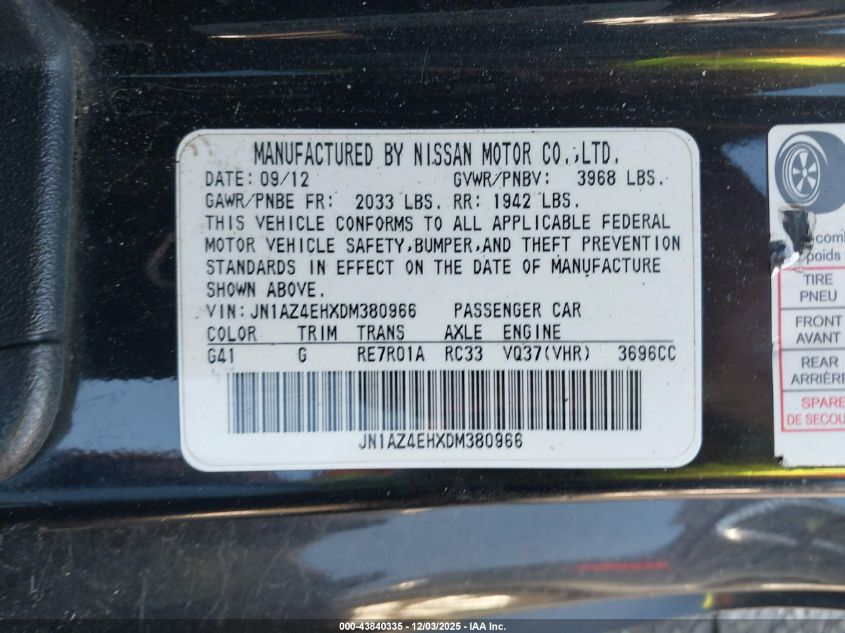 MANUFACTURED BY NISSAN MOTOR CO.,LTD.
DATE: 09/12 GVWR/PNBV: 3968 LBS.
GAWR/PNBE FR: 2033 LBS. RR: 1942 LBS.
THIS VEHICLE CONFORMS TO ALL APPLICABLE FEDERAL
MOTOR VEHICLE SAFETY,BUMPER,AND THEFT PREVENTION
STANDARDS IN EFFECT ON THE DATE OF MANUFACTURE
SHOWN ABOVE.
VIN: JN1AZ4EHXDM380966 PASSENGER CAR
COLOR TRIM TRANS AXLE ENGINE
G41 G RE7R01A RC33 VQ37(VHR) 3696CC
JN1AZ4EHXDM380966
poids
TIRE
PNEU
FRONT
AVANT
REAR
ARRIÈRE
SPARE
DE SECOU
000-43840335 - 12/03/2025 - IAA Inc.